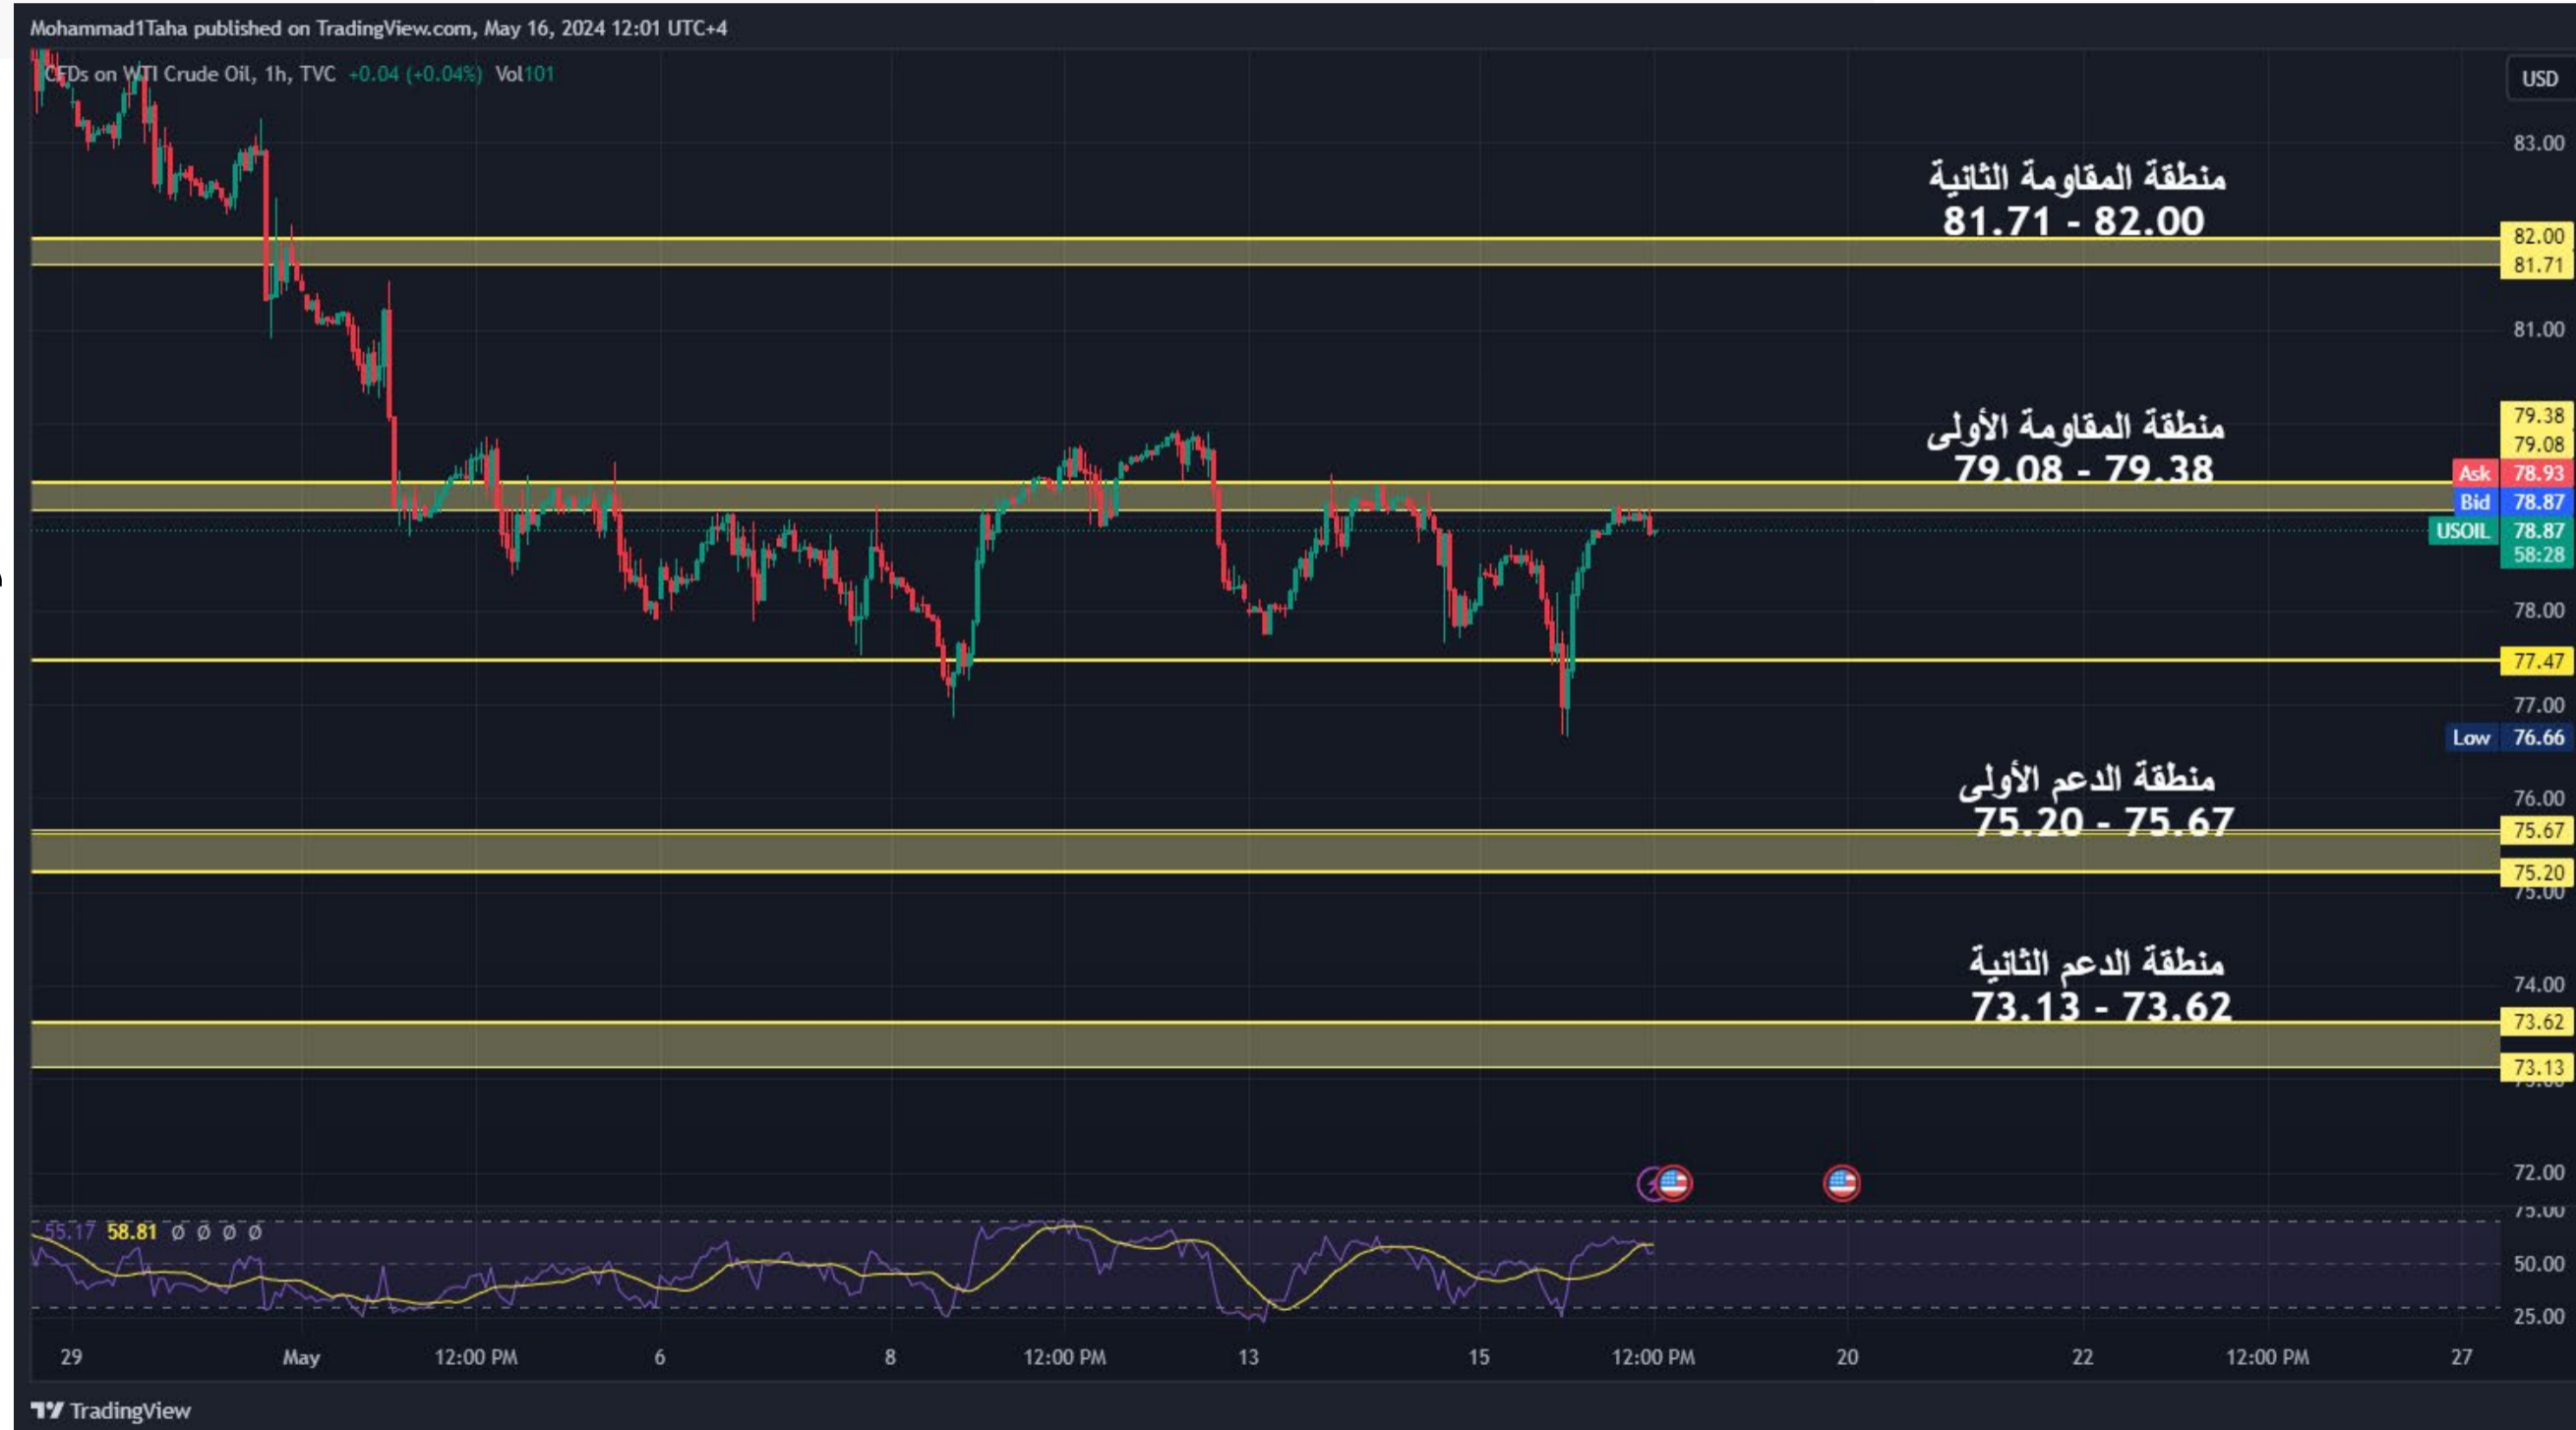 Mohammad1Taha published on TradingView.com, May 16, 2024 12:01 UTC+4
CFDs on WTI Crude Oil, 1h, TVC +0.04 (+0.04%) Vol101
USD
83.00
منطقة المقاومة الثانية
81.71 - 82.00
82.00
81.71
81.00
منطقة المقاومة الأولى
79.08 - 79.38
79.38
79.08
Ask 78.93
Bid 78.87
USOIL 78.87
58:28
78.00
77.47
77.00
Low 76.66
منطقة الدعم الأولى
75.20 - 75.67
76.00
75.67
75.20
75.00
منطقة الدعم الثانية
73.13 - 73.62
74.00
73.62
73.13
73.00
72.00
75.00
55.17 58.81 Ø Ø Ø Ø
50.00
25.00
29 May 12:00 PM 6 8 12:00 PM 13 15 12:00 PM 20 22 12:00 PM 27
TradingView